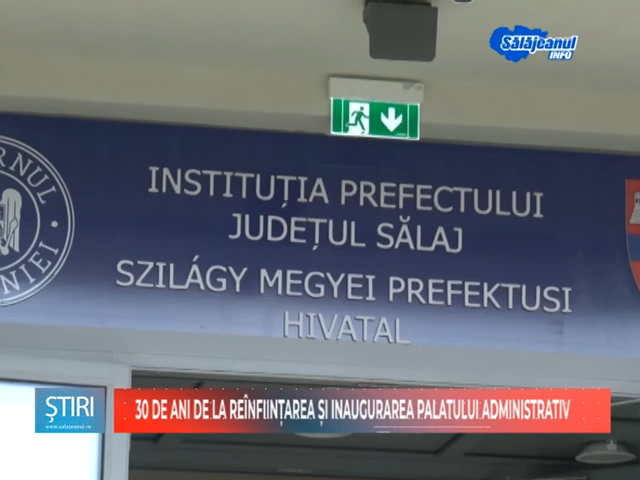 Sălăjeanul
INFO
INSTITUȚIA PREFECTULUI
JUDEȚUL SĂLAJ
SZILÁGY MEGYEI PREFEKTUSI
HIVATAL
ȘTIRI
www.salajeanul.ro
30 DE ANI DE LA REÎNFIINȚAREA ȘI INAUGURAREA PALATULUI ADMINISTRATIV